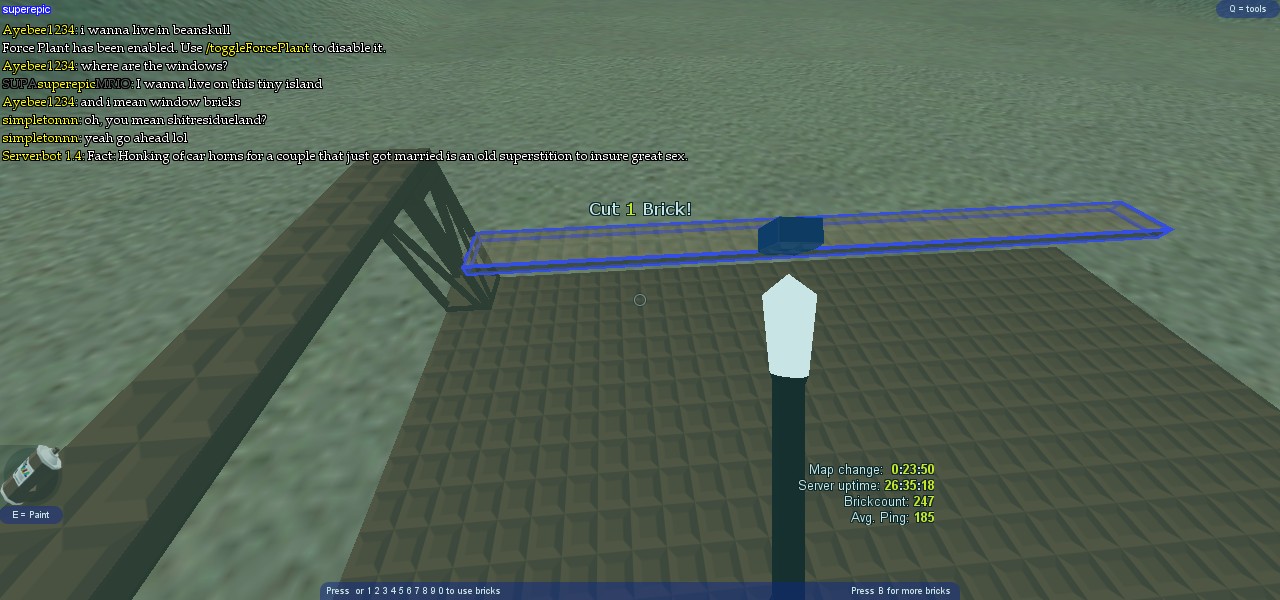 superepic
Q = tools
Ayebee1234: i wanna live in beanskull
Force Plant has been enabled. Use /toggleForcePlant to disable it.
Ayebee1234: where are the windows?
SUPAsuperepicMRIO: I wanna live on this tiny island
Ayebee1234: and i mean window bricks
simpletonnn: oh, you mean shitresidueland?
simpletonnn: yeah go ahead lol
Serverbot 1.4: Fact: Honking of car horns for a couple that just got married is an old superstition to insure great sex.
Cut 1 Brick!
Map change: 0:23:50
Server uptime: 26:35:18
Brickcount: 247
Avg. Ping: 185
E = Paint
Press or 1 2 3 4 5 6 7 8 9 0 to use bricks
Press B for more bricks